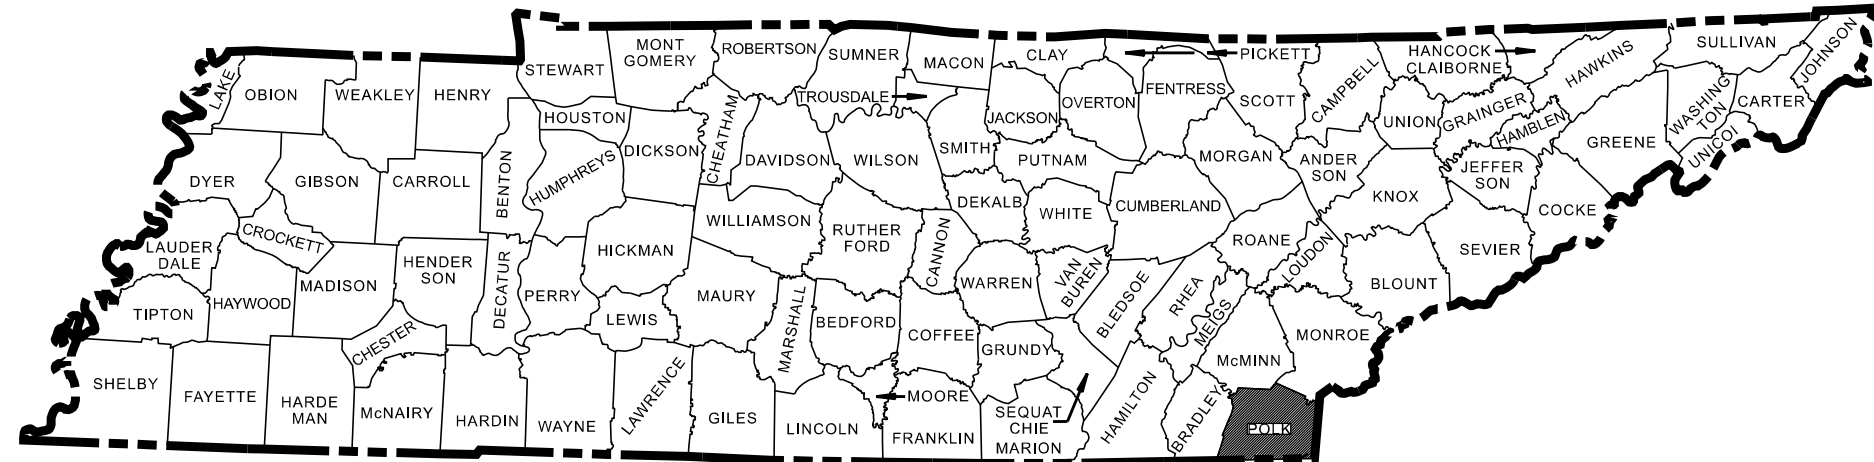 LAKE
OBION
WEAKLEY
HENRY
STEWART
MONT
GOMERY
ROBERTSON
SUMNER
MACON
CLAY
PICKETT
HANCOCK
CLAIBORNE
HAWKINS
SULLIVAN
JOHNSON
CARTER
WASHING
TON
UNICOI
GREENE
HAMBLEN
GRAINGER
UNION
CAMPBELL
SCOTT
FENTRESS
OVERTON
JACKSON
TROUSDALE
CHEATHAM
HOUSTON
DICKSON
HUMPHREYS
BENTON
CARROLL
GIBSON
DYER
DAVIDSON
WILSON
SMITH
PUTNAM
MORGAN
ANDER
SON
KNOX
JEFFER
SON
COCKE
SEVIER
BLOUNT
LOUDON
ROANE
CUMBERLAND
WHITE
DEKALB
CANNON
RUTHER
FORD
WILLIAMSON
HICKMAN
PERRY
DECATUR
HENDER
SON
MADISON
CROCKETT
LAUDER
DALE
HAYWOOD
TIPTON
CHESTER
LEWIS
MAURY
MARSHALL
BEDFORD
COFFEE
WARREN
VAN
BUREN
BLEDSOE
RHEA
MEIGS
McMINN
MONROE
GRUNDY
SHELBY
FAYETTE
HARDE
MAN
McNAIRY
HARDIN
WAYNE
LAWRENCE
GILES
LINCOLN
MOORE
FRANKLIN
SEQUAT
CHIE
MARION
HAMILTON
BRADLEY
POLK